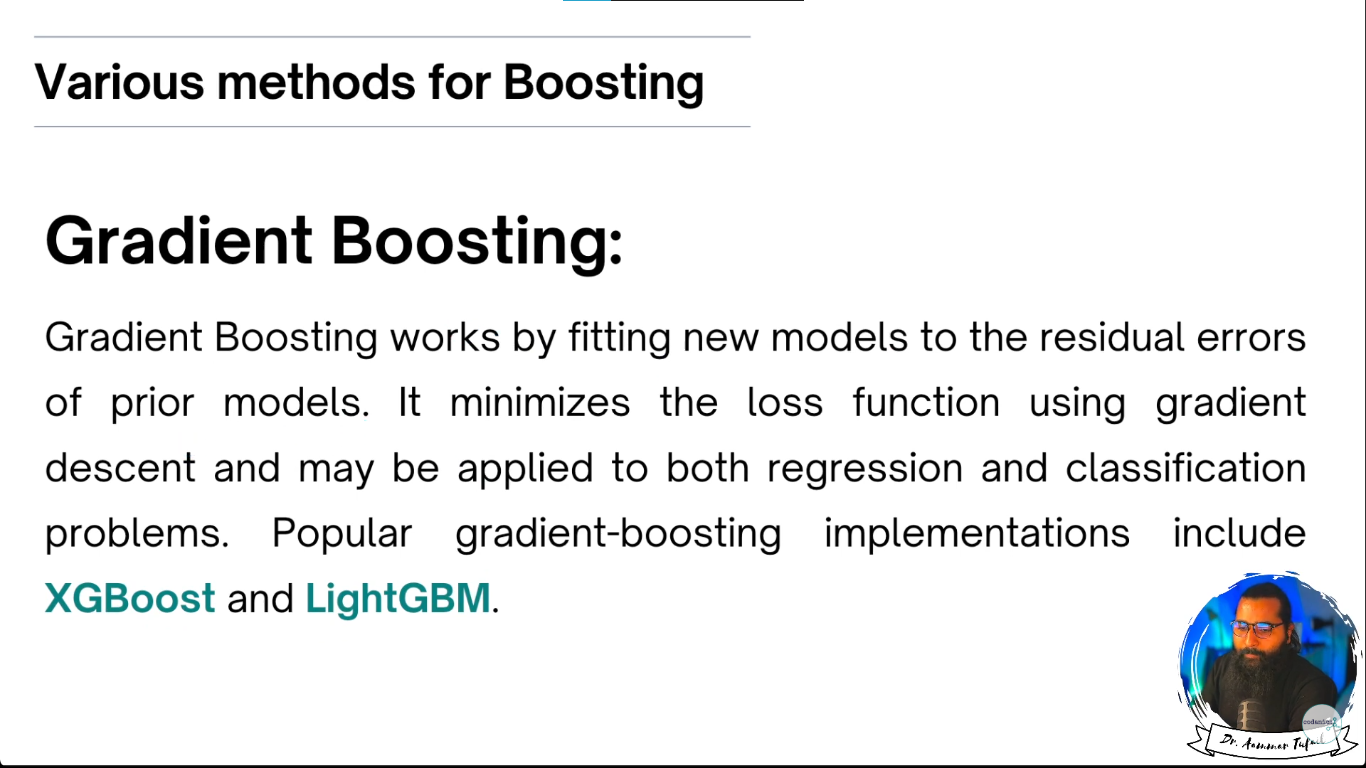 Various methods for Boosting
Gradient Boosting:
Gradient Boosting works by fitting new models to the residual errors
of prior models. It minimizes the loss function using gradient
descent and may be applied to both regression and classification
problems. Popular gradient-boosting implementations include
XGBoost and LightGBM.
codanics
Dr. Aammar Tufail